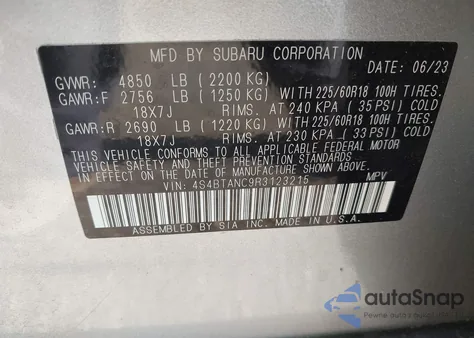 MFD BY SUBARU CORPORATION
DATE: 06/23
GVWR: 4850 LB (2200 KG)
GAWR:F 2756 LB (1250 KG) WITH 225/60R18 100H TIRES,
18X7J RIMS. AT 240 KPA (35 PSI) COLD
GAWR:R 2690 LB (1220 KG) WITH 225/60R18 100H TIRES,
18X7J RIMS. AT 230 KPA (33 PSI) COLD
THIS VEHICLE CONFORMS TO ALL APPLICABLE FEDERAL MOTOR
VEHICLE SAFETY AND THEFT PREVENTION STANDARDS IN EFFECT ON THE DATE
OF MANUFACTURE SHOWN ABOVE.
VIN: 4S4BTANC9R3123215 MPV
ASSEMBLED BY SIA INC. MADE IN U.S.A.
autoSnap